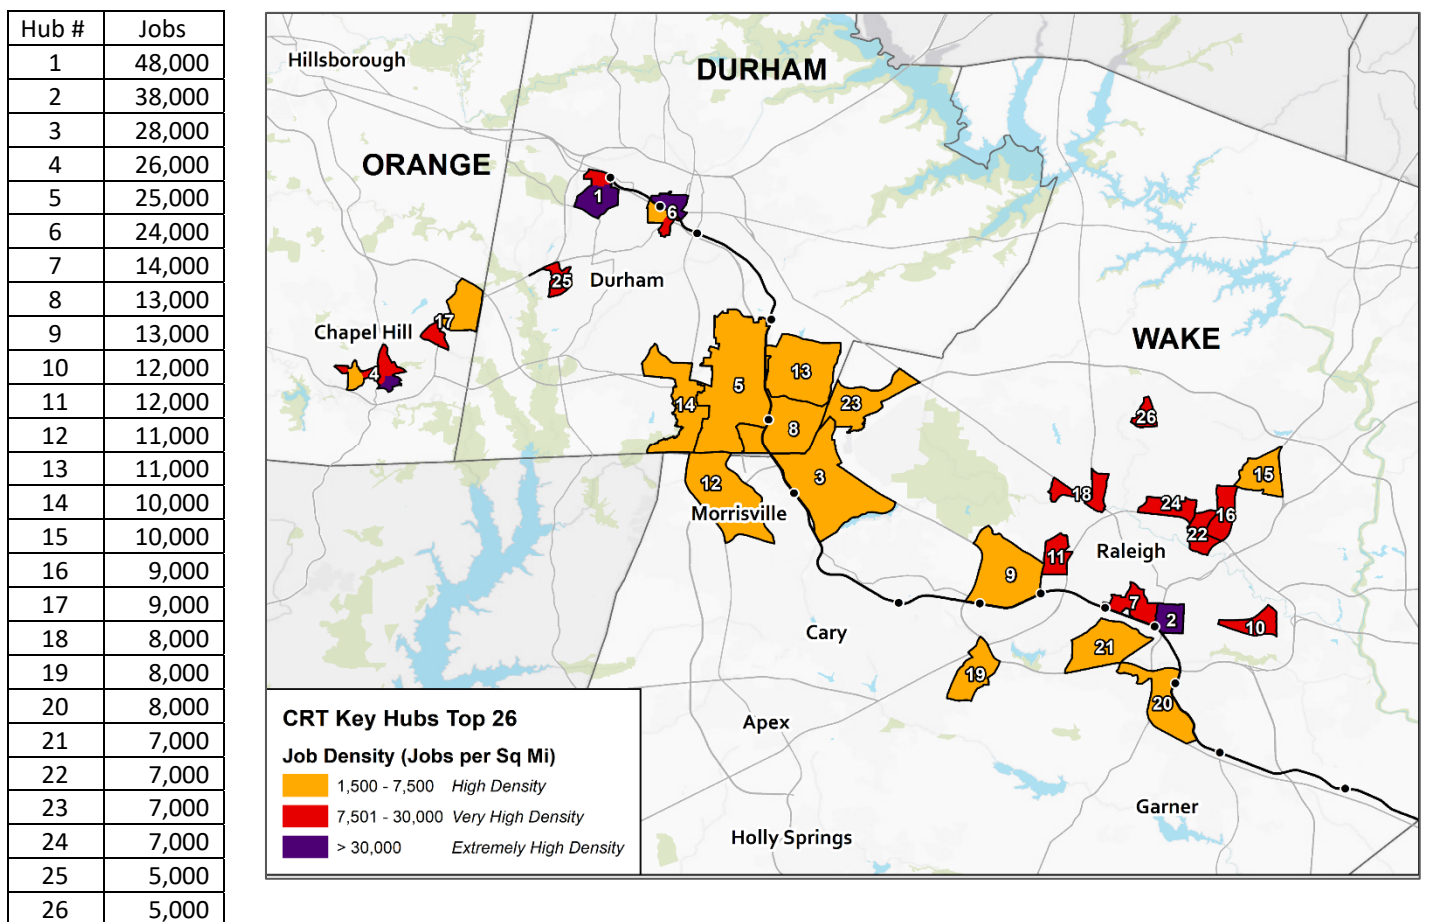 Hub # Jobs
1 48,000
2 38,000
3 28,000
4 26,000
5 25,000
6 24,000
7 14,000
8 13,000
9 13,000
10 12,000
11 12,000
12 11,000
13 11,000
14 10,000
15 10,000
16 9,000
17 9,000
18 8,000
19 8,000
20 8,000
21 7,000
22 7,000
23 7,000
24 7,000
25 5,000
26 5,000
Hillsborough
DURHAM
ORANGE
1
6
25
Durham
17
Chapel Hill
4
WAKE
5
13
14
23
8
26
12
3
15
18
24
16
Morrisville
22
11
Raleigh
9
7
2
10
Cary
21
19
20
Apex
Garner
Holly Springs
CRT Key Hubs Top 26
Job Density (Jobs per Sq Mi)
1,500 - 7,500 High Density
7,501 - 30,000 Very High Density
> 30,000 Extremely High Density